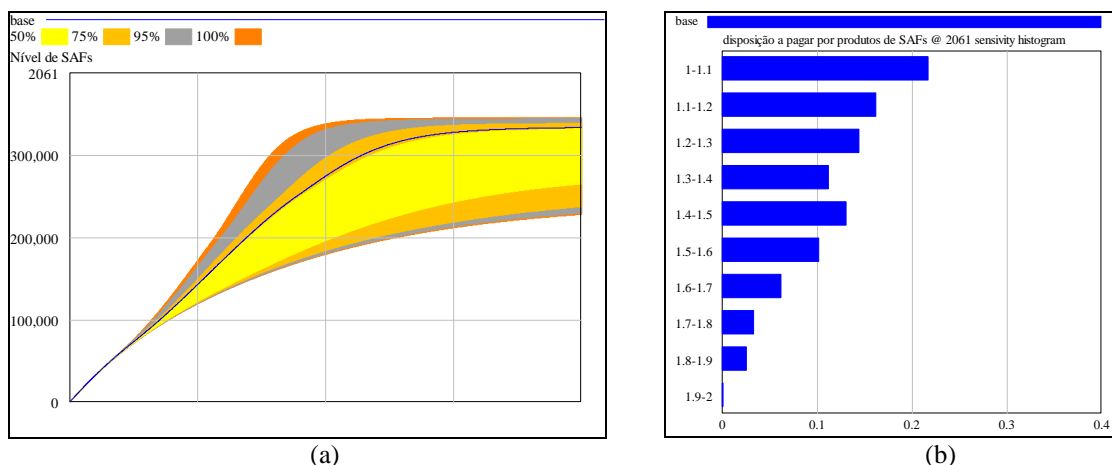 base
50% 75% 95% 100%
Nível de SAFs
2061
300,000
200,000
100,000
0
(a)
base
disposição a pagar por produtos de SAFs @ 2061 sensivity histogram
1-1.1
1.1-1.2
1.2-1.3
1.3-1.4
1.4-1.5
1.5-1.6
1.6-1.7
1.7-1.8
1.8-1.9
1.9-2
0 0.1 0.2 0.3 0.4
(b)